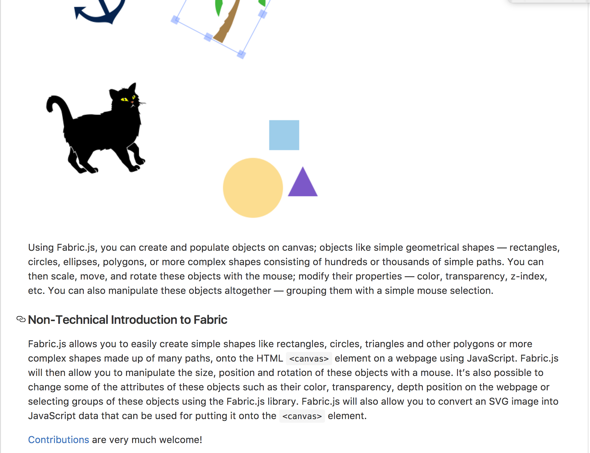 Using Fabric.js, you can create and populate objects on canvas; objects like simple geometrical shapes — rectangles,
circles, ellipses, polygons, or more complex shapes consisting of hundreds or thousands of simple paths. You can
then scale, move, and rotate these objects with the mouse; modify their properties — color, transparency, z-index,
etc. You can also manipulate these objects altogether — grouping them with a simple mouse selection.
Non-Technical Introduction to Fabric
Fabric.js allows you to easily create simple shapes like rectangles, circles, triangles and other polygons or more
complex shapes made up of many paths, onto the HTML <canvas> element on a webpage using JavaScript. Fabric.js
will then allow you to manipulate the size, position and rotation of these objects with a mouse. It's also possible to
change some of the attributes of these objects such as their color, transparency, depth position on the webpage or
selecting groups of these objects using the Fabric.js library. Fabric.js will also allow you to convert an SVG image into
JavaScript data that can be used for putting it onto the <canvas> element.
Contributions are very much welcome!